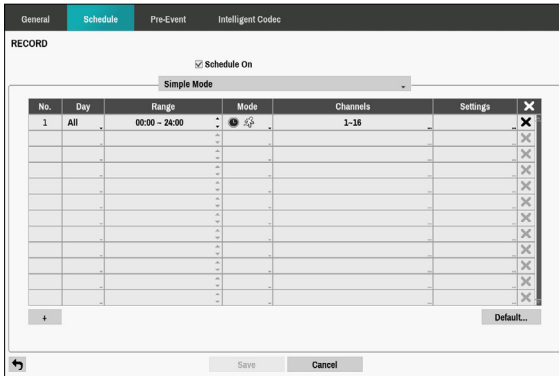 General Schedule Pre-Event Intelligent Codec
RECORD
Schedule On
Simple Mode
No. Day Range Mode Channels Settings
1 All 00:00 ~ 24:00 1~16
+ Default...
Save Cancel